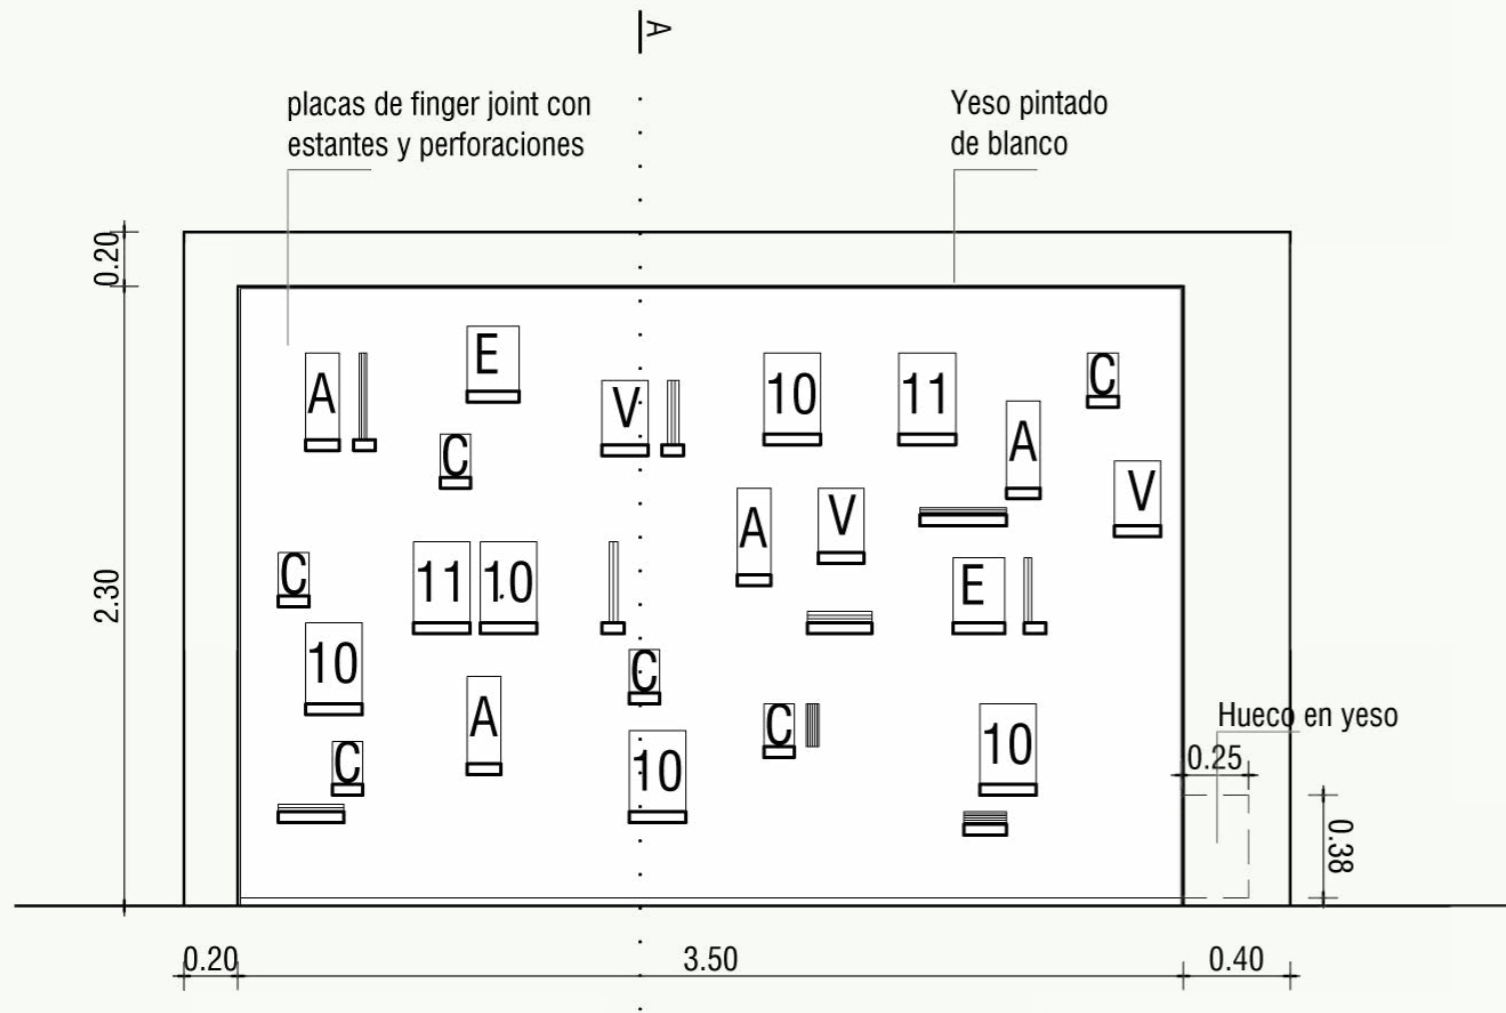 A
placas de finger joint con
estantes y perforaciones
Yeso pintado
de blanco
0.20
E
C
A
V
10
11
A
C
V
C
A
V
2.30
C
11
10
E
10
C
A
C
10
Hueco en yeso
C
10
0.25
0.38
0.20
3.50
0.40